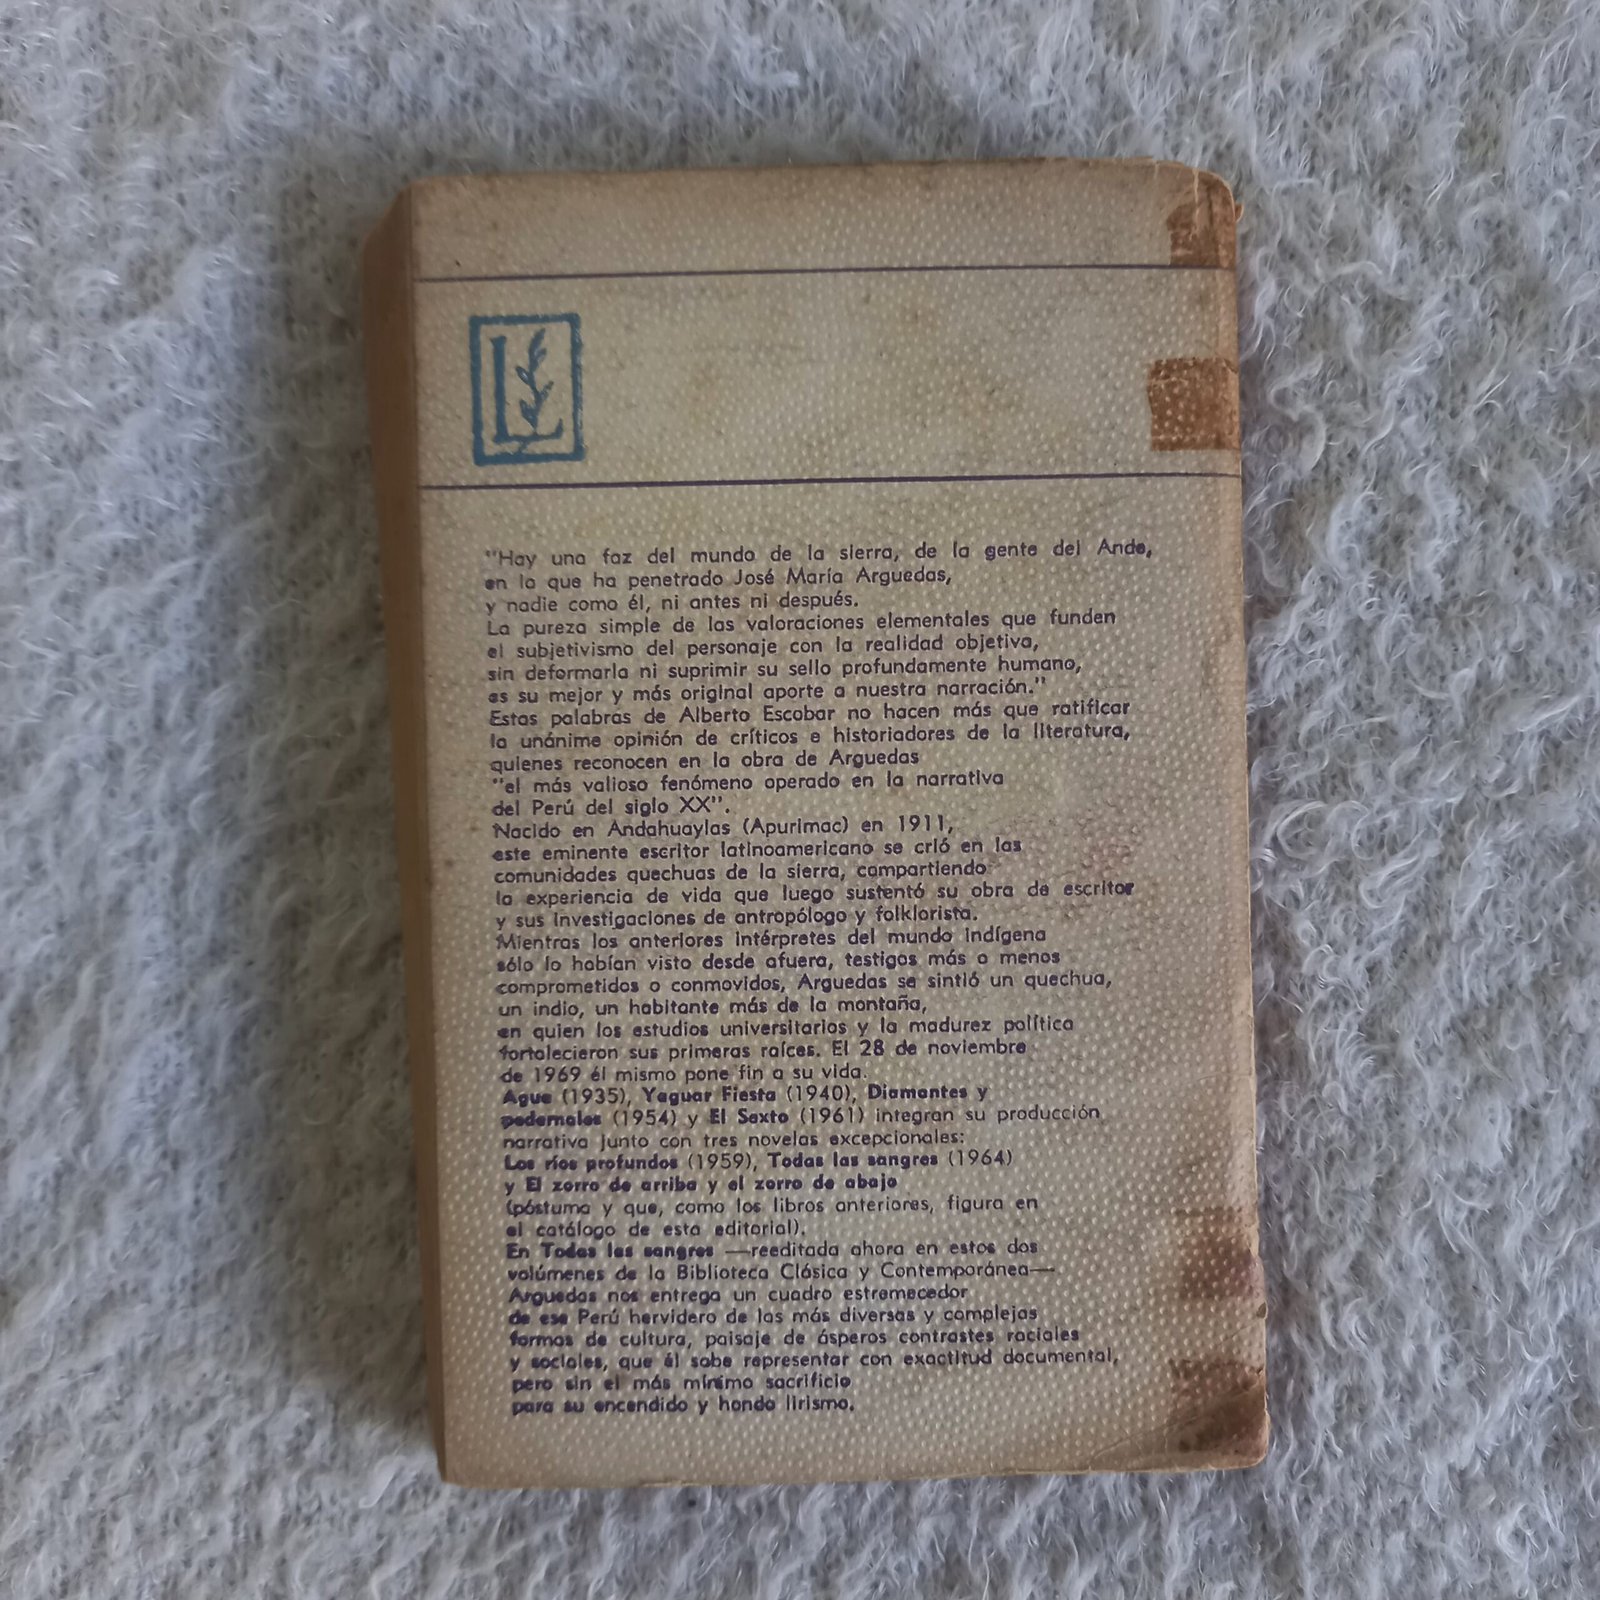 L
"Hay una faz del mundo de la sierra, de la gente del Ande,
en la que ha penetrado José María Arguedas,
y nadie como él, ni antes ni después.
La pureza simple de las valoraciones elementales que funden
el subjetivismo del personaje con la realidad objetiva,
sin deformarla ni suprimir su sello profundamente humano,
es su mejor y más original aporte a nuestra narración."
Estas palabras de Alberto Escobar no hacen más que ratificar
la unánime opinión de críticos e historiadores de la literatura,
quienes reconocen en la obra de Arguedas
"el más valioso fenómeno operado en la narrativa
del Perú del siglo XX".
Nacido en Andahuaylas (Apurímac) en 1911,
este eminente escritor latinoamericano se crió en las
comunidades quechuas de la sierra, compartiendo
la experiencia de vida que luego sustentó su obra de escritor
y sus investigaciones de antropólogo y folklorista.
Mientras los anteriores intérpretes del mundo indígena
sólo lo habían visto desde afuera, testigos más o menos
comprometidos o conmovidos, Arguedas se sintió un quechua,
un indio, un habitante más de la montaña,
en quien los estudios universitarios y la madurez política
fortalecieron sus primeras raíces. El 28 de noviembre
de 1969 él mismo pone fin a su vida.
Agua (1935), Yaguar Fiesta (1940), Diamantes y
pedernales (1954) y El Sexto (1961) integran su producción
narrativa junto con tres novelas excepcionales:
Los ríos profundos (1959), Todas las sangres (1964)
y El zorro de arriba y el zorro de abajo
(póstuma y que, como los libros anteriores, figura en
el catálogo de esta editorial).
En Todas las sangres —reeditada ahora en estos dos
volúmenes de la Biblioteca Clásica y Contemporánea—
Arguedas nos entrega un cuadro estremecedor
de ese Perú hervidero de las más diversas y complejas
formas de cultura, paisaje de ásperos contrastes raciales
y sociales, que él sabe representar con exactitud documental,
pero sin el más mínimo sacrificio
para su encendido y hondo lirismo.